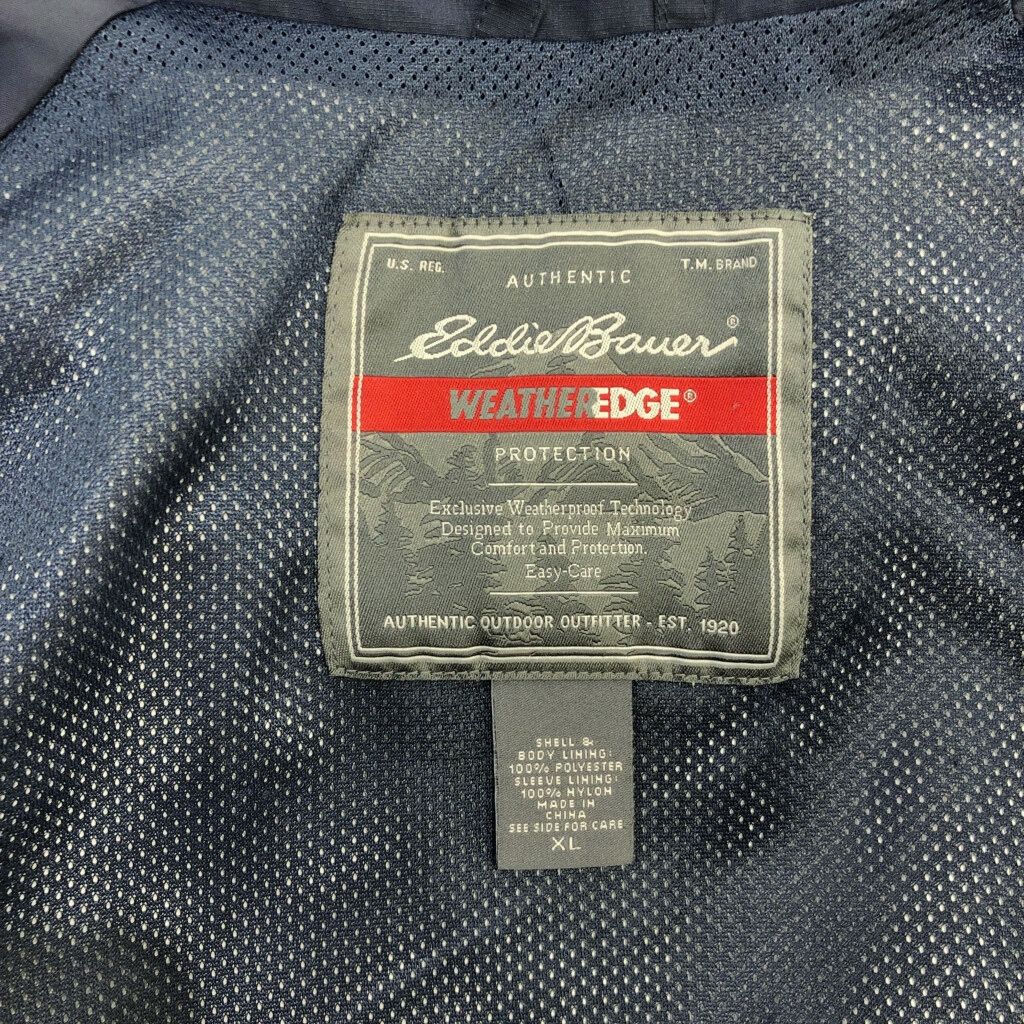 U.S. REG. T.M. BRAND
AUTHENTIC
Eddie Bauer®
WEATHEREDGE®
PROTECTION
Exclusive Weatherproof Technology
Designed to Provide Maximum
Comfort and Protection.
Easy-Care
AUTHENTIC OUTDOOR OUTFITTER - EST. 1920
SHELL &
BODY LINING:
100% POLYESTER
SLEEVE LINING:
100% NYLON
MADE IN
CHINA
SEE SIDE FOR CARE
XL